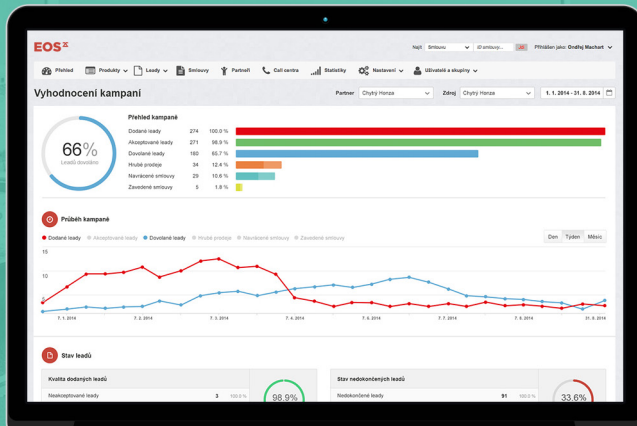 EOSx
Najít Smlouvu ID smlouvy... Jdi Přihlášen jako: Ondřej Machart
Přehled Produkty Leady Smlouvy Partneři Call centra Statistiky Nastavení Uživatelé a skupiny
Vyhodnocení kampaní Partner Chytrý Honza Zdroj Chytrý Honza 1. 1. 2014 - 31. 8. 2014
Přehled kampaně
Dodané leady 274 100.0 %
Akceptované leady 271 98.9 %
Dovolané leady 180 65.7 %
Hrubé prodeje 34 12.4 %
Navrácené smlouvy 29 10.6 %
Zavedené smlouvy 5 1.8 %
66%
Leadů dovoláno
Průběh kampaně
Dodané leady Akceptované leady Dovolané leady Hrubé prodeje Navrácené smlouvy Zavedené smlouvy Den Týden Měsíc
15
10
5
7. 1. 2014 7. 2. 2014 7. 3. 2014 7. 4. 2014 7. 6. 2014 7. 7. 2014 7. 8. 2014 31. 8. 2014
Stav leadů
Kvalita dodaných leadů Stav nedokončených leadů
Neakceptované leady 3 100.0 % 98.9% Nedokončené leady 91 100.0 % 33.6%